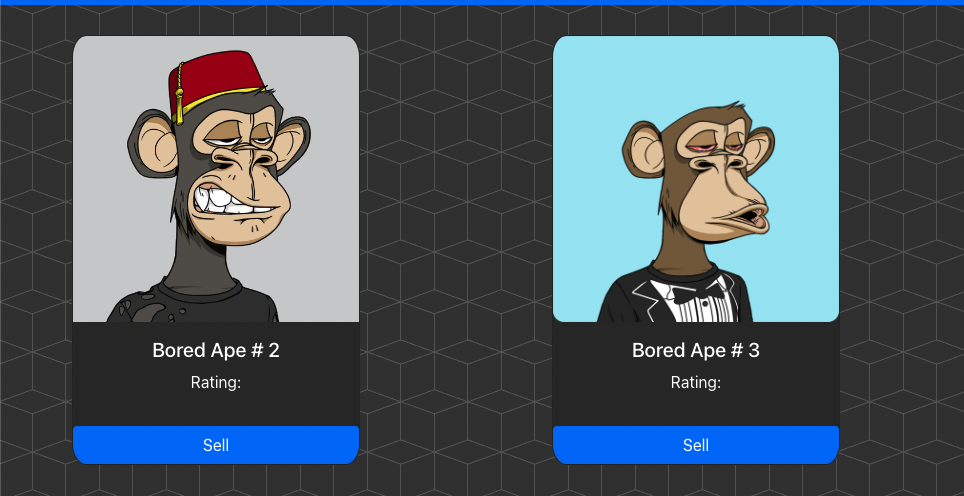 Bored Ape # 2
Rating:
Sell
Bored Ape # 3
Rating:
Sell